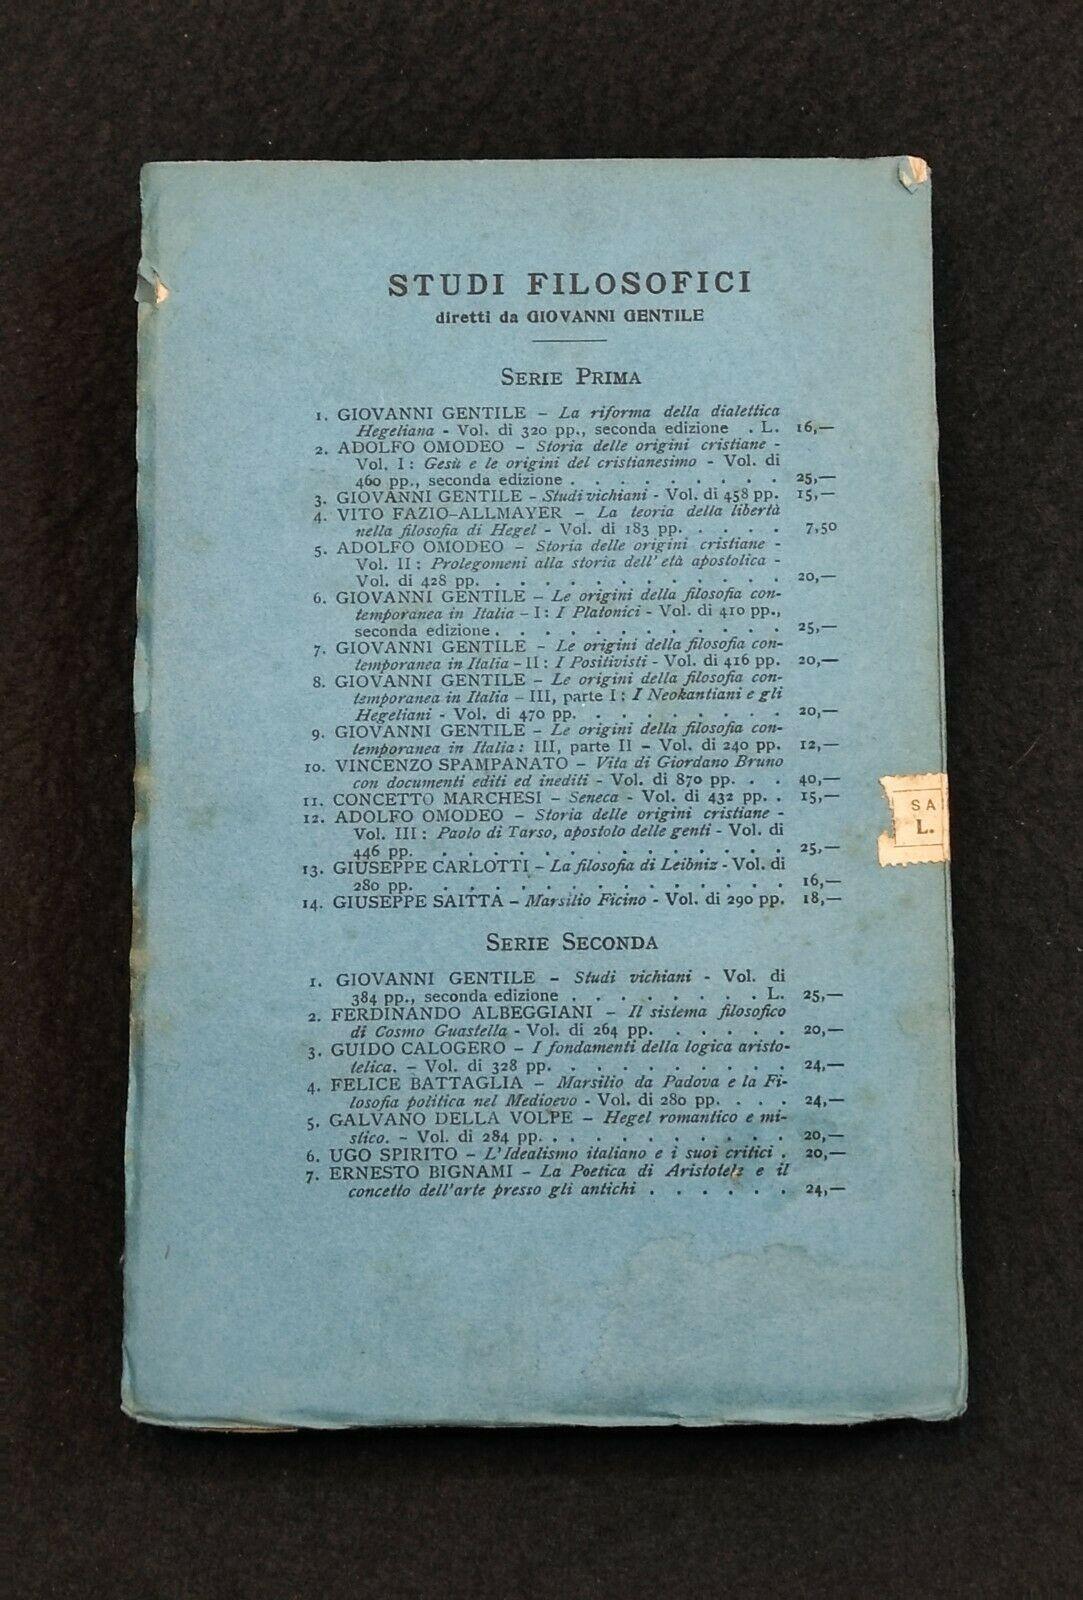 STUDI FILOSOFICI
diretti da GIOVANNI GENTILE
SERIE PRIMA
1. GIOVANNI GENTILE – La riforma della dialettica
Hegeliana - Vol. di 320 pp., seconda edizione . L. 16,—
2. ADOLFO OMODEO – Storia delle origini cristiane -
Vol. I : Gesù e le origini del cristianesimo - Vol. di
460 pp., seconda edizione . . . . . . . . . 25,—
3. GIOVANNI GENTILE – Studi vichiani - Vol. di 458 pp. 15,—
4. VITO FAZIO-ALLMAYER – La teoria della libertà
nella filosofia di Hegel - Vol. di 183 pp. . . . . . 7,50
5. ADOLFO OMODEO – Storia delle origini cristiane -
Vol. II : Prolegomeni alla storia dell'età apostolica -
Vol. di 428 pp. . . . . . . . . . . . . . 20,—
6. GIOVANNI GENTILE – Le origini della filosofia con-
temporanea in Italia – I : I Platonici - Vol. di 410 pp.,
seconda edizione . . . . . . . . . . . . . 25,—
7. GIOVANNI GENTILE – Le origini della filosofia con-
temporanea in Italia – II : I Positivisti - Vol. di 416 pp. 20,—
8. GIOVANNI GENTILE – Le origini della filosofia con-
temporanea in Italia – III, parte I : I Neokantiani e gli
Hegeliani - Vol. di 470 pp. . . . . . . . . . 20,—
9. GIOVANNI GENTILE – Le origini della filosofia con-
temporanea in Italia : III, parte II – Vol. di 240 pp. 12,—
10. VINCENZO SPAMPANATO – Vita di Giordano Bruno
con documenti editi ed inediti - Vol. di 870 pp. . . 40,—
11. CONCETTO MARCHESI – Seneca - Vol. di 432 pp. . 15,—
12. ADOLFO OMODEO – Storia delle origini cristiane -
Vol. III : Paolo di Tarso, apostolo delle genti - Vol. di
446 pp. . . . . . . . . . . . . . . . 25,—
13. GIUSEPPE CARLOTTI – La filosofia di Leibniz - Vol. di
280 pp. . . . . . . . . . . . . . . . 16,—
14. GIUSEPPE SAITTA – Marsilio Ficino - Vol. di 290 pp. 18,—
SA
L.
SERIE SECONDA
1. GIOVANNI GENTILE – Studi vichiani - Vol. di
384 pp., seconda edizione . . . . . . . . L. 25,—
2. FERDINANDO ALBEGGIANI – Il sistema filosofico
di Cosmo Guastella - Vol. di 264 pp. . . . . . . 20,—
3. GUIDO CALOGERO – I fondamenti della logica aristo-
telica. – Vol. di 328 pp. . . . . . . . . . . 24,—
4. FELICE BATTAGLIA – Marsilio da Padova e la Fi-
losofia politica nel Medioevo - Vol. di 280 pp. . . . 24,—
5. GALVANO DELLA VOLPE – Hegel romantico e mi-
stico. – Vol. di 284 pp. . . . . . . . . . . . 20,—
6. UGO SPIRITO – L'Idealismo italiano e i suoi critici . 20,—
7. ERNESTO BIGNAMI – La Poetica di Aristotele e il
concetto dell'arte presso gli antichi . . . . . . 24,—